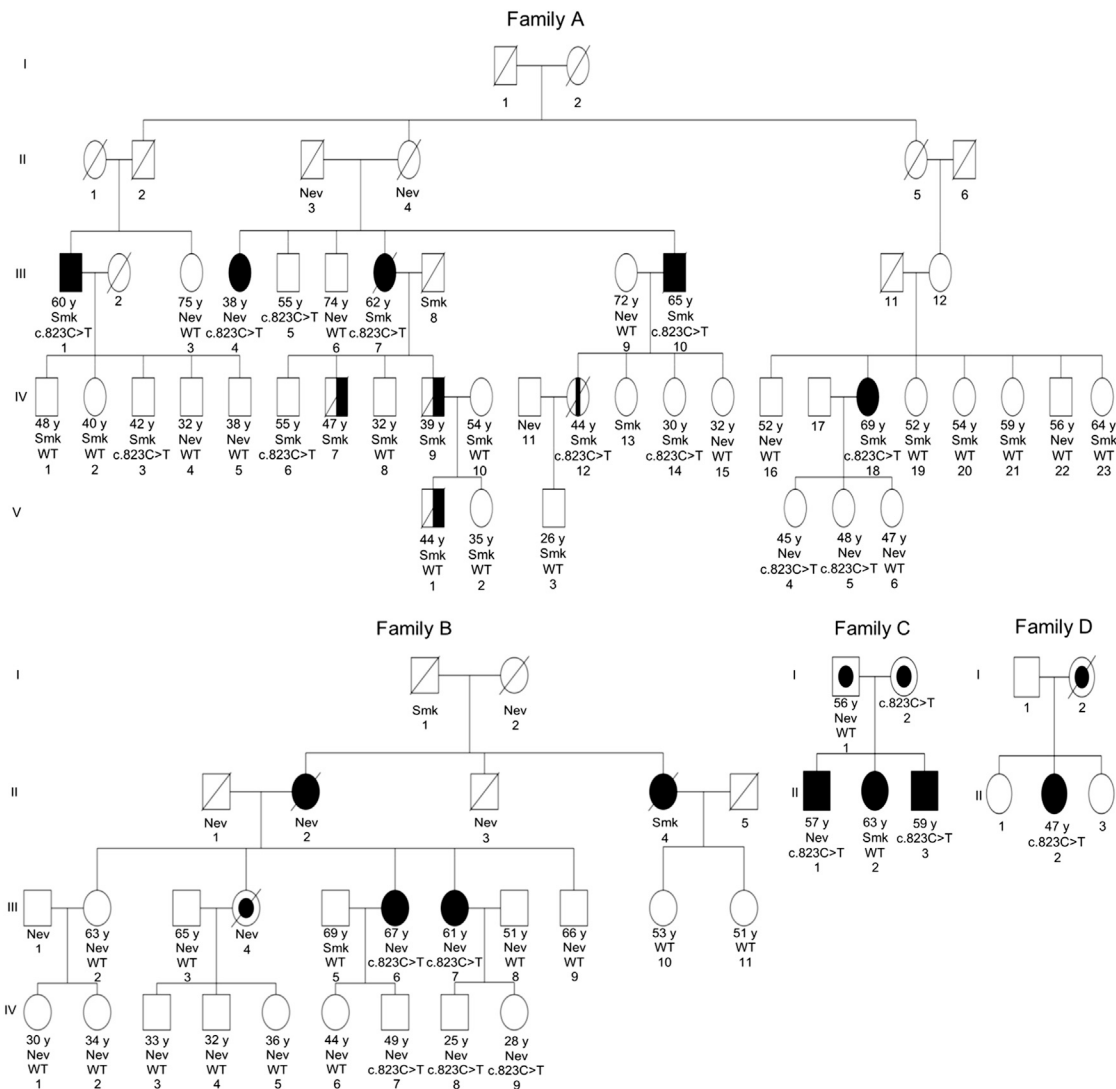 Family A
I
1
2
II
1
2
Nev
3
Nev
4
5
6
III
60 y
Smk
c.823C>T
1
2
75 y
Nev
WT
3
38 y
Nev
c.823C>T
4
55 y
c.823C>T
5
74 y
Nev
WT
6
62 y
Smk
c.823C>T
7
Smk
8
72 y
Nev
WT
9
65 y
Smk
c.823C>T
10
11
12
IV
48 y
Smk
WT
1
40 y
Smk
WT
2
42 y
Smk
c.823C>T
3
32 y
Nev
WT
4
38 y
Nev
WT
5
55 y
Smk
c.823C>T
6
47 y
Smk
7
32 y
Smk
WT
8
39 y
Smk
9
54 y
Smk
WT
10
Nev
11
44 y
Smk
c.823C>T
12
Smk
13
30 y
Smk
c.823C>T
14
32 y
Nev
WT
15
52 y
Nev
WT
16
17
69 y
Smk
c.823C>T
18
52 y
Smk
WT
19
54 y
Smk
WT
20
59 y
Smk
WT
21
56 y
Nev
WT
22
64 y
Smk
WT
23
V
44 y
Smk
WT
1
35 y
Smk
WT
2
26 y
Smk
WT
3
45 y
Nev
c.823C>T
4
48 y
Nev
c.823C>T
5
47 y
Nev
WT
6
Family B
I
Smk
1
Nev
2
II
Nev
1
Nev
2
Nev
3
Smk
4
5
III
Nev
1
63 y
Nev
WT
2
65 y
Nev
WT
3
Nev
4
69 y
Smk
WT
5
67 y
Nev
c.823C>T
6
61 y
Nev
c.823C>T
7
51 y
Nev
WT
8
66 y
Nev
WT
9
53 y
WT
10
51 y
WT
11
IV
30 y
Nev
WT
1
34 y
Nev
WT
2
33 y
Nev
WT
3
32 y
Nev
WT
4
36 y
Nev
WT
5
44 y
Nev
WT
6
49 y
Nev
c.823C>T
7
25 y
Nev
c.823C>T
8
28 y
Nev
c.823C>T
9
Family C
I
56 y
Nev
WT
1
c.823C>T
2
II
57 y
Nev
c.823C>T
1
63 y
Smk
WT
2
59 y
c.823C>T
3
Family D
I
1
2
II
1
47 y
c.823C>T
2
3